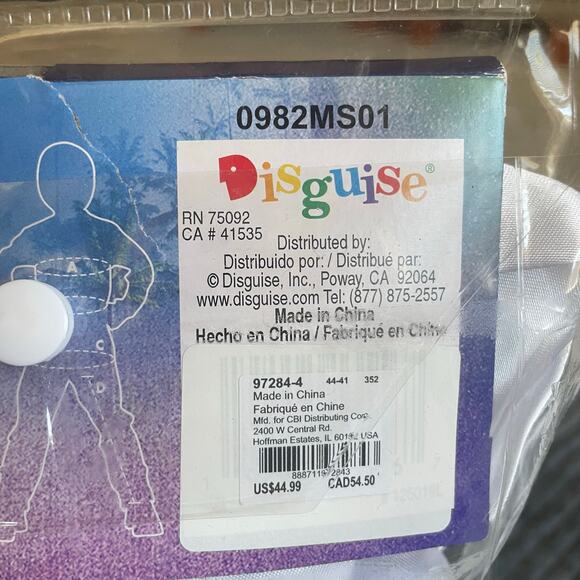 0982MS01
Disguise®
RN 75092
CA # 41535
Distributed by:
Distribuido por: / Distribué par:
© Disguise, Inc., Poway, CA 92064
www.disguise.com Tel: (877) 875-2557
Made in China
Hecho en China / Fabriqué en Chine
97284-4 44-41 352
Made in China
Fabriqué en Chine
Mfd. for CBI Distributing Corp.
2400 W Central Rd.
Hoffman Estates, IL 60192 USA
888711972843
US$44.99 CAD54.50
A
C
D